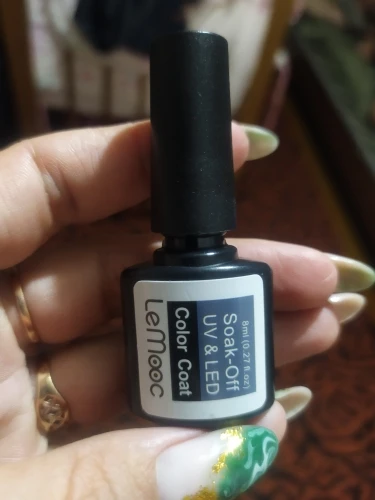 8ml (0.27 fl.oz)
Soak-Off
UV & LED
Color Coat
LeMooc